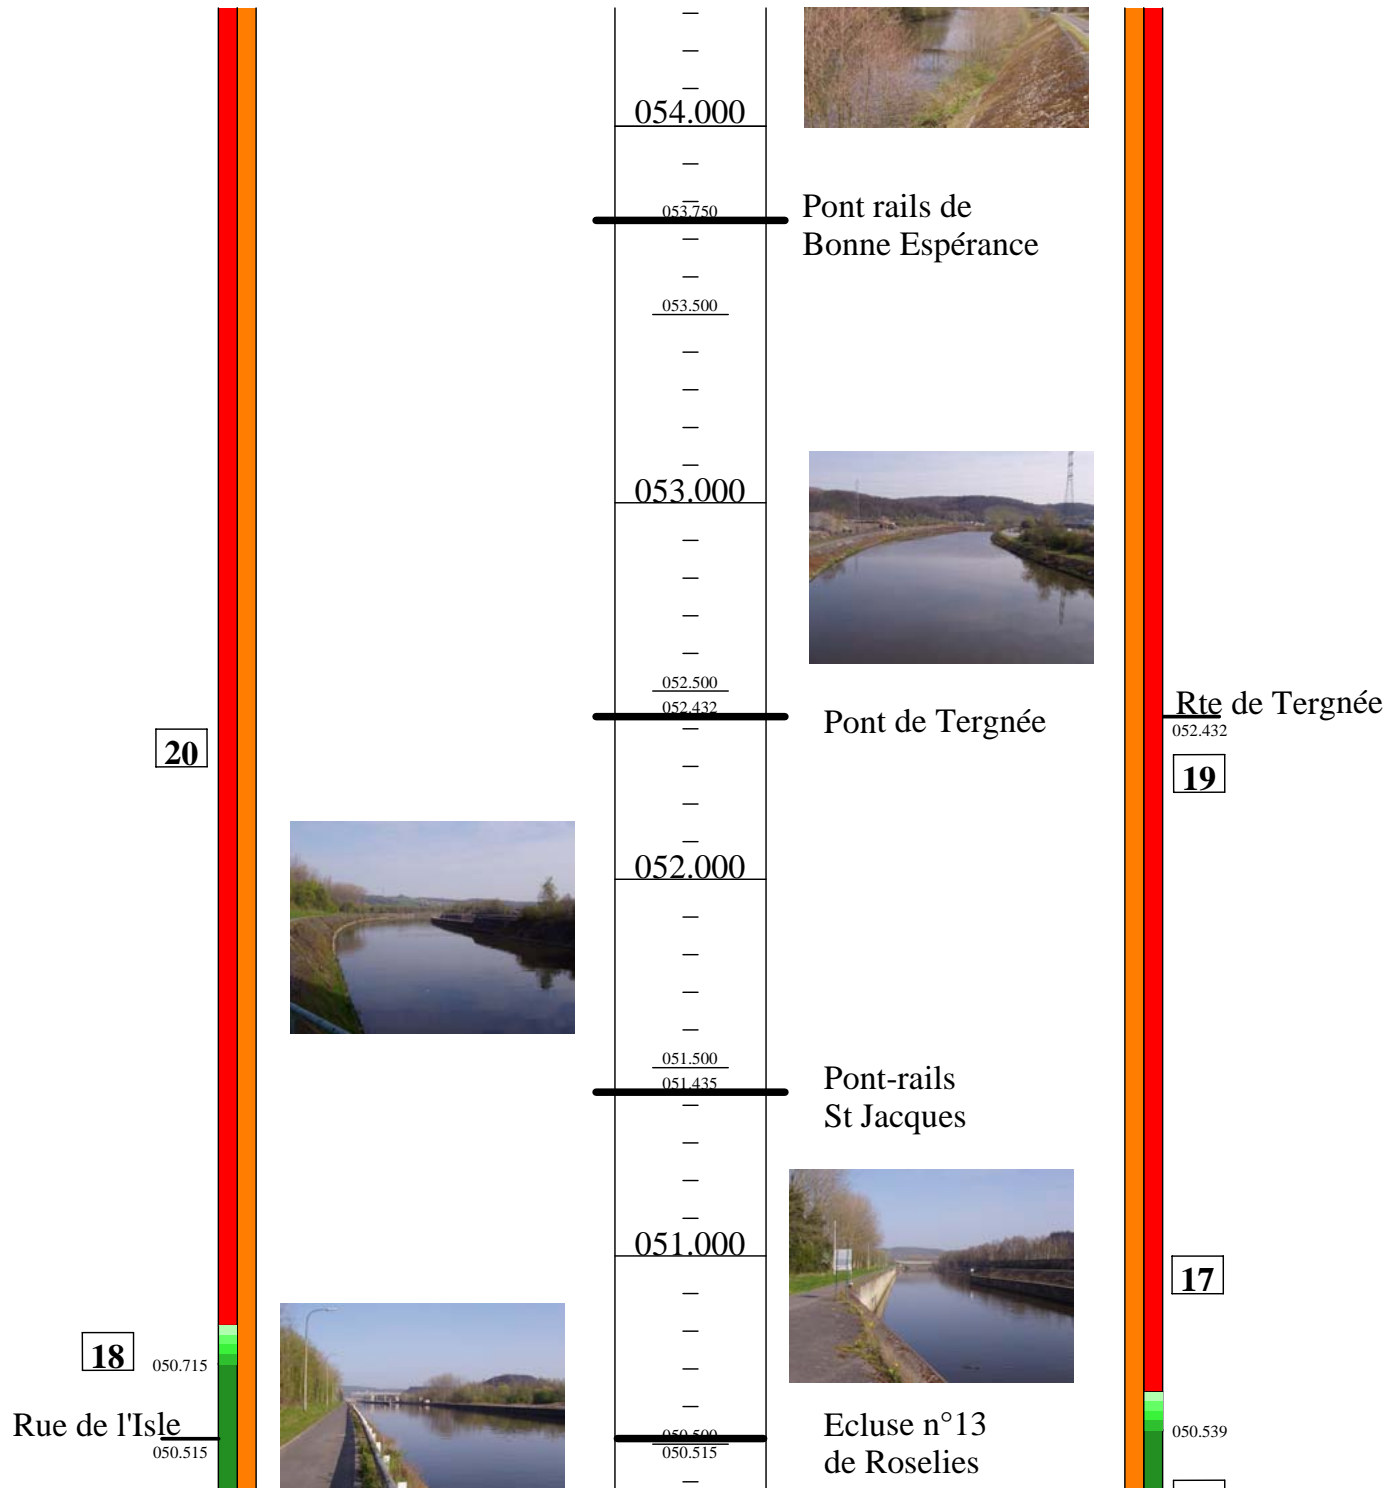 054.000
053.750
Pont rails de
Bonne Espérance
053.500
053.000
052.500
052.432
Pont de Tergnée
Rte de Tergnée
052.432
20
19
052.000
051.500
051.435
Pont-rails
St Jacques
051.000
17
18
050.715
Rue de l'Isle
050.515
050.500
050.515
Ecluse n°13
de Roselies
050.539